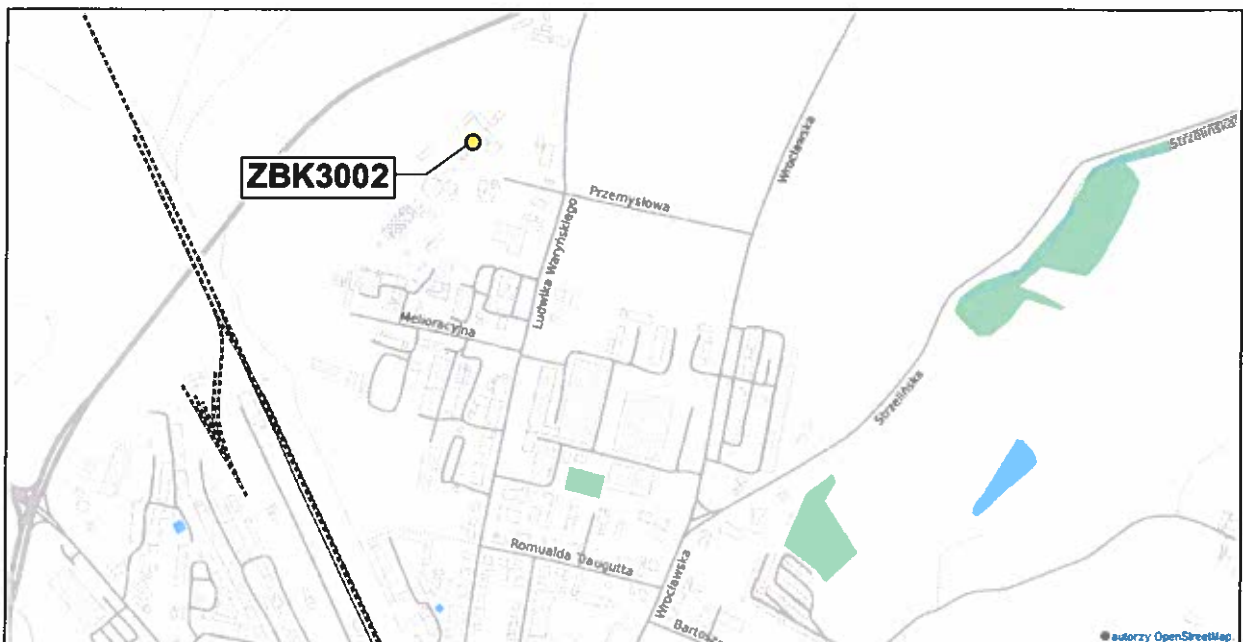 Strzelińska
Wrocławska
ZBK3002
Przemysłowa
Ludwika Waryńskiego
Melioracyjna
Strzelińska
Romualda Traugutta
Wrocławska
autorzy OpenStreetMap